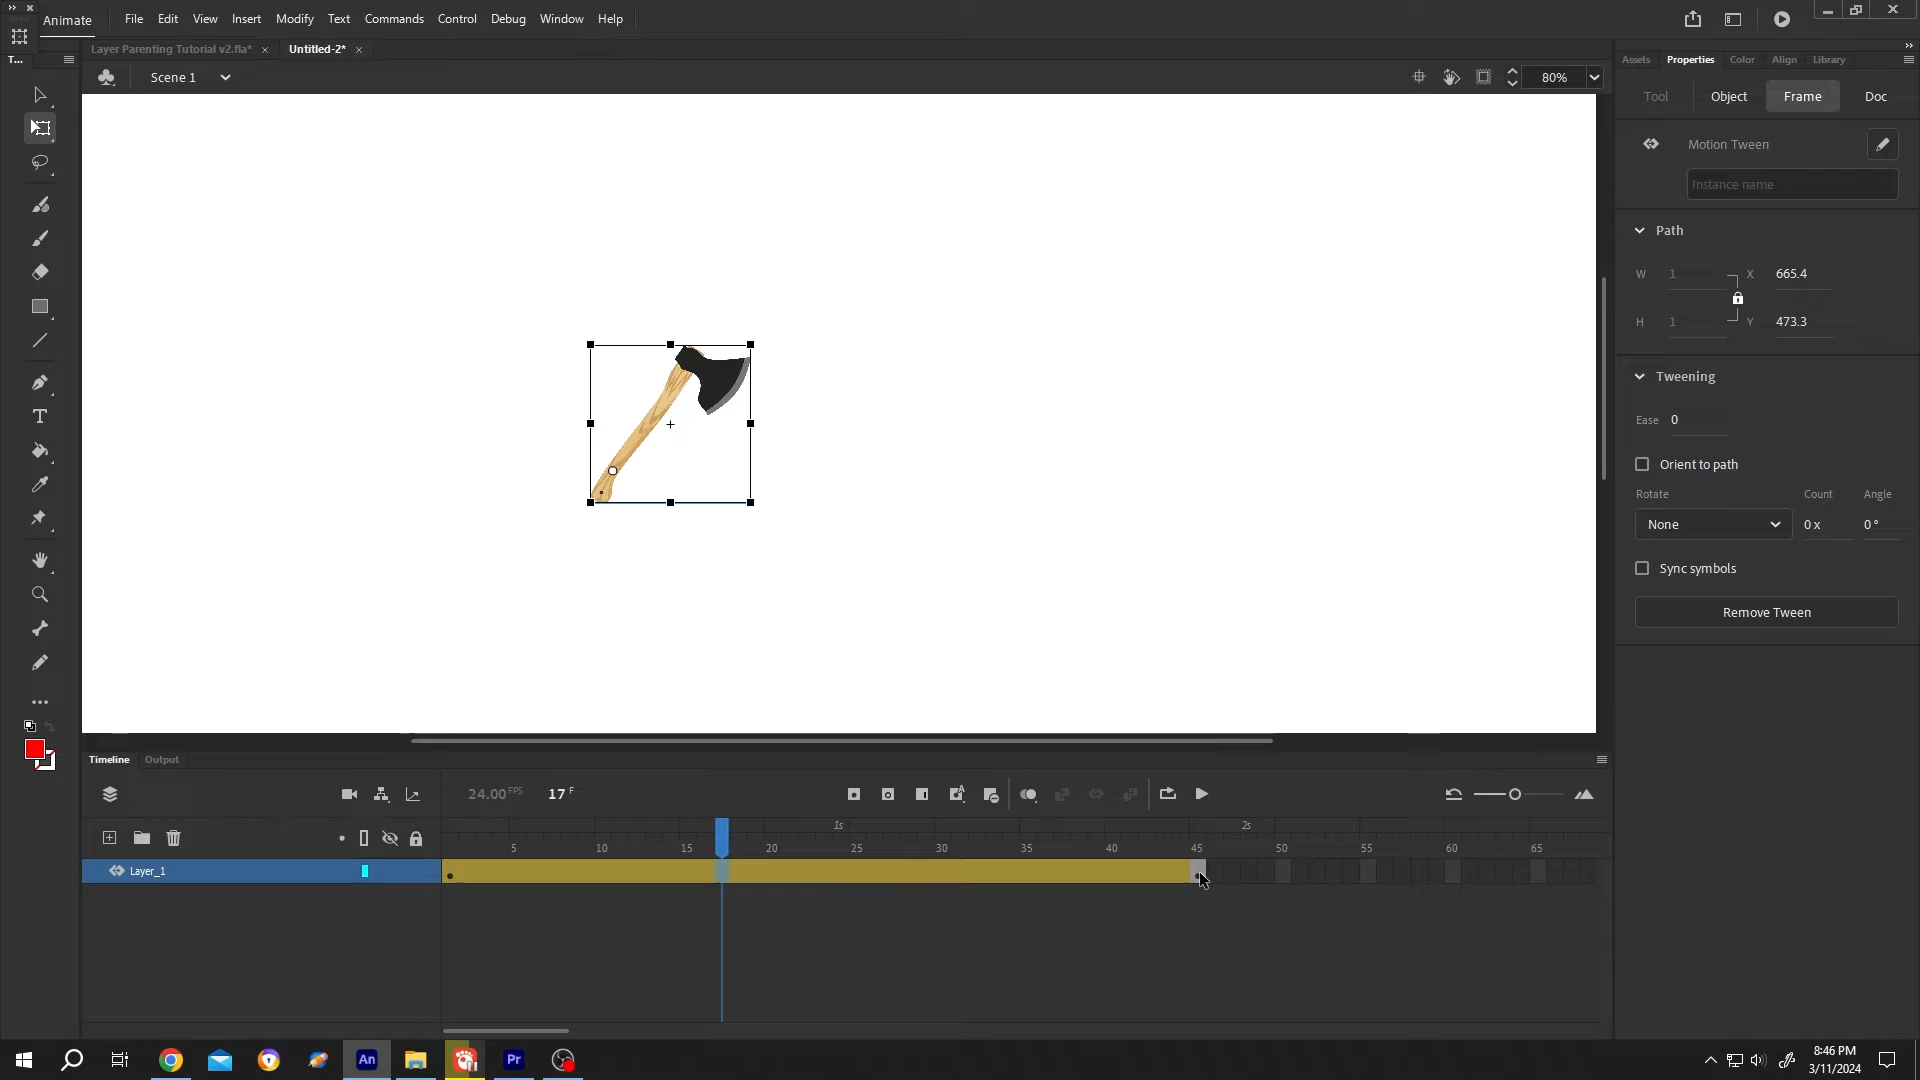 Animate
File Edit View Insert Modify Text Commands Control Debug Window Help
T...
Layer Parenting Tutorial v2.fla* Untitled-2*
Scene 1
80%
Assets Properties Color Align Library
Tool Object Frame Doc
Motion Tween
Instance name
Path
W 1 X 665.4
H 1 Y 473.3
Tweening
Ease 0
Orient to path
Rotate Count Angle
None 0 x 0 °
Sync symbols
Remove Tween
Timeline Output
24.00 FPS 17 F
1s 2s
5 10 15 20 25 30 35 40 45 50 55 60 65
Layer_1
An Pr
8:46 PM
3/11/2024